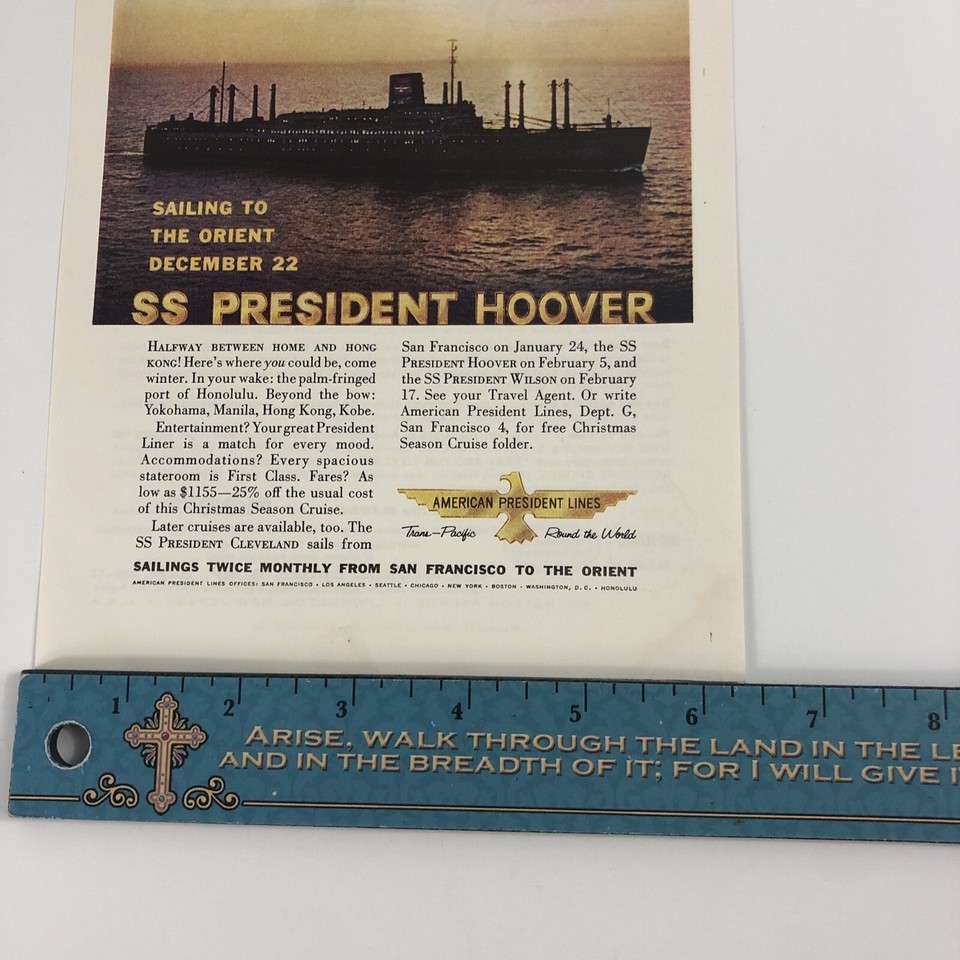 SAILING TO
THE ORIENT
DECEMBER 22
SS PRESIDENT HOOVER
HALFWAY BETWEEN HOME AND HONG
KONG! Here's where you could be, come
winter. In your wake: the palm-fringed
port of Honolulu. Beyond the bow:
Yokohama, Manila, Hong Kong, Kobe.
Entertainment? Your great President
Liner is a match for every mood.
Accommodations? Every spacious
stateroom is First Class. Fares? As
low as $1155—25% off the usual cost
of this Christmas Season Cruise.
Later cruises are available, too. The
SS PRESIDENT CLEVELAND sails from
San Francisco on January 24, the SS
PRESIDENT HOOVER on February 5, and
the SS PRESIDENT WILSON on February
17. See your Travel Agent. Or write
American President Lines, Dept. G,
San Francisco 4, for free Christmas
Season Cruise folder.
AMERICAN PRESIDENT LINES
Trans-Pacific Round the World
SAILINGS TWICE MONTHLY FROM SAN FRANCISCO TO THE ORIENT
AMERICAN PRESIDENT LINES OFFICES: SAN FRANCISCO • LOS ANGELES • SEATTLE • CHICAGO • NEW YORK • BOSTON • WASHINGTON, D. C. • HONOLULU
1 2 3 4 5 6 7 8
ARISE, WALK THROUGH THE LAND IN THE LE
AND IN THE BREADTH OF IT; FOR I WILL GIVE I